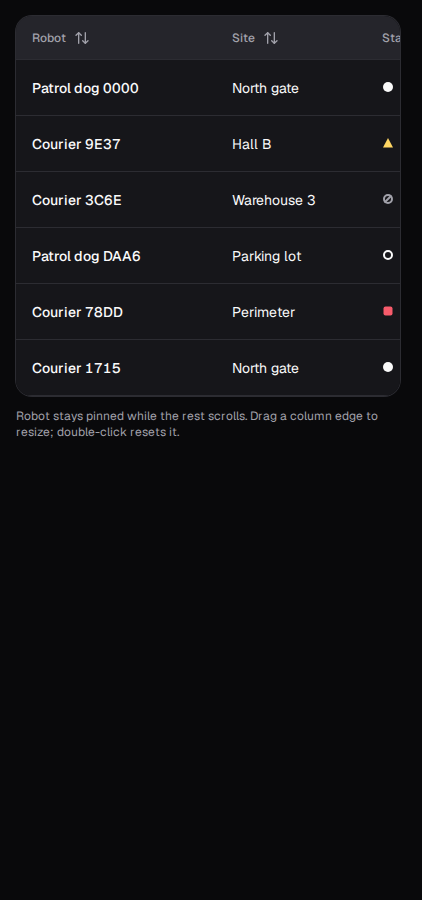 Robot Site Sta
Patrol dog 0000 North gate
Courier 9E37 Hall B
Courier 3C6E Warehouse 3
Patrol dog DAA6 Parking lot
Courier 78DD Perimeter
Courier 1715 North gate
Robot stays pinned while the rest scrolls. Drag a column edge to
resize; double-click resets it.